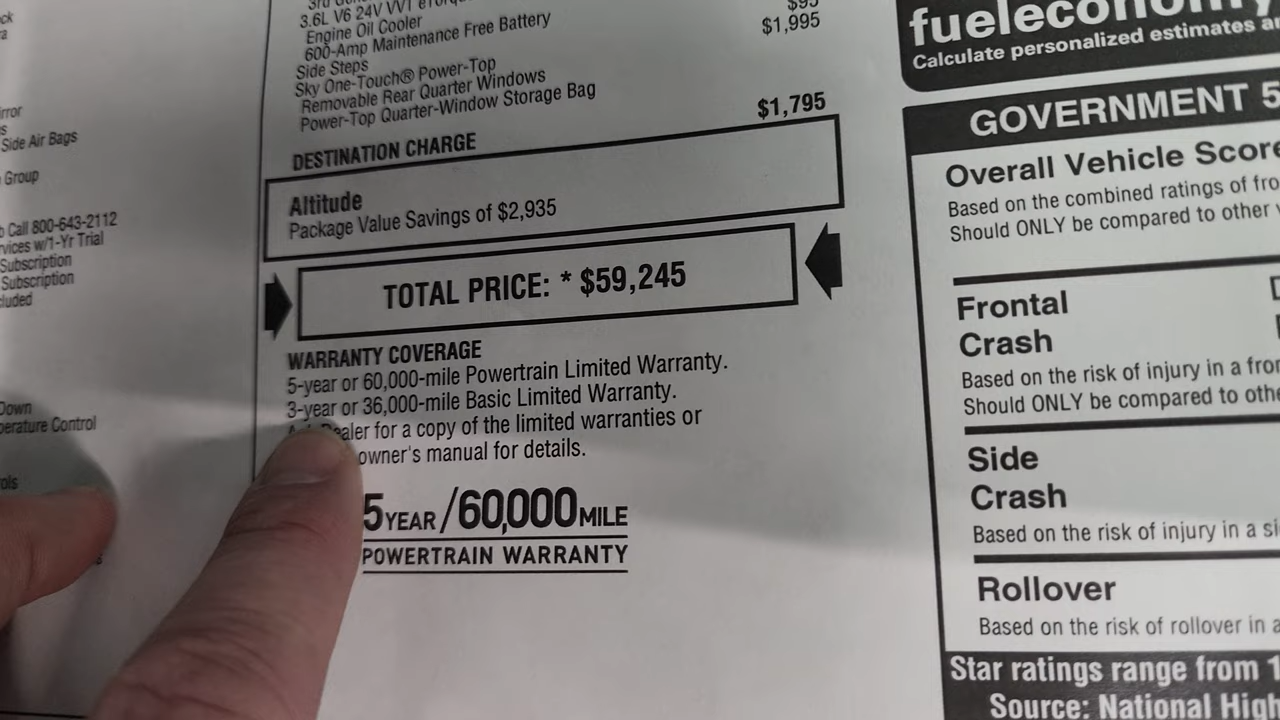 3.6L V6 24V VVT
Engine Oil Cooler
600-Amp Maintenance Free Battery
Side Steps
Sky One-Touch® Power-Top
Removable Rear Quarter Windows
Power-Top Quarter-Window Storage Bag
$95
$1,995
DESTINATION CHARGE
$1,795
Altitude
Package Value Savings of $2,935
TOTAL PRICE: * $59,245
WARRANTY COVERAGE
5-year or 60,000-mile Powertrain Limited Warranty.
3-year or 36,000-mile Basic Limited Warranty.
Dealer for a copy of the limited warranties or
owner's manual for details.
5 YEAR / 60,000 MILE
POWERTRAIN WARRANTY
Side Air Bags
Group
Call 800-643-2112
w/1-Yr Trial
Subscription
Subscription
Down
Control
fueleconomy
Calculate personalized estimates
GOVERNMENT 5
Overall Vehicle Score
Based on the combined ratings of
Should ONLY be compared to other
Frontal
Crash
Based on the risk of injury in a
Should ONLY be compared to
Side
Crash
Based on the risk of injury in a
Rollover
Based on the risk of rollover in a
Star ratings range from 1
Source: National